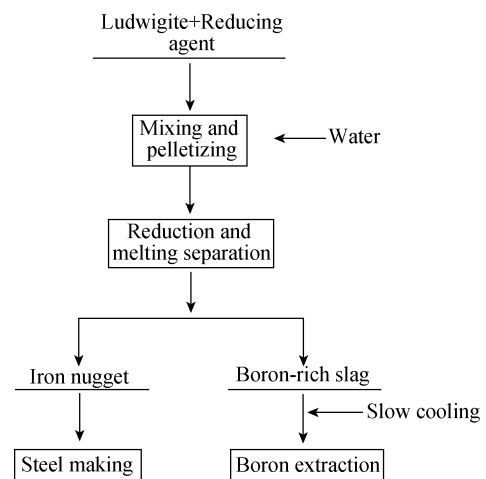 Ludwigite+Reducing
agent
Mixing and
pelletizing
Water
Reduction and
melting separation
Iron nugget
Boron-rich slag
Slow cooling
Steel making
Boron extraction